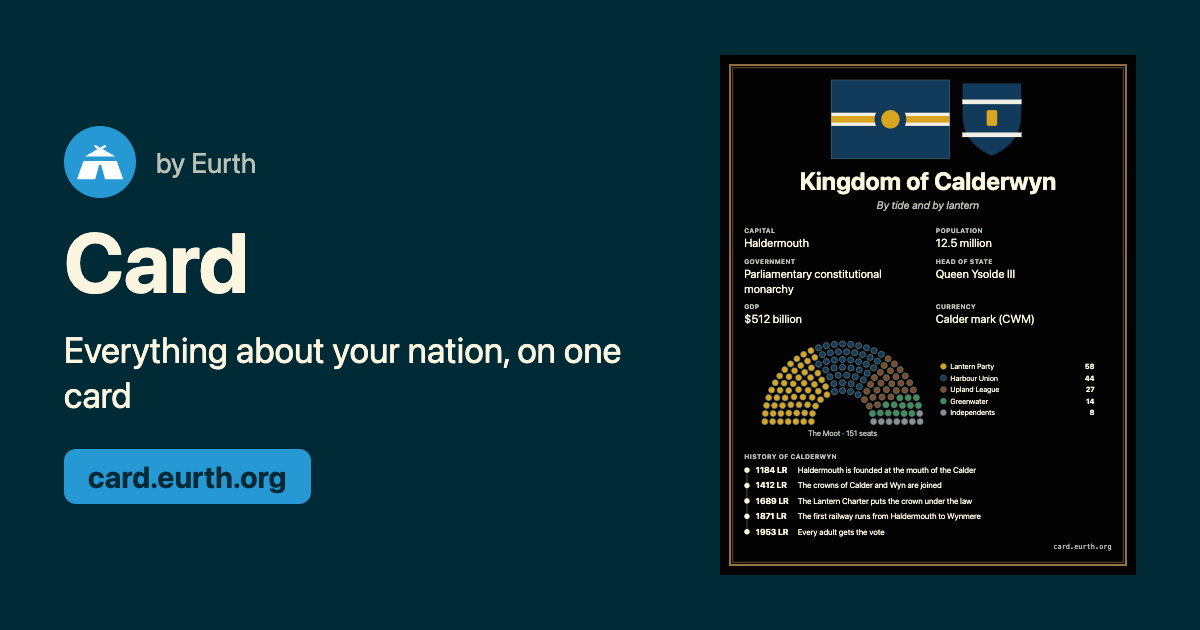 by Eurth
Card
Everything about your nation, on one
card
card.eurth.org
Kingdom of Calderwyn
By tide and by lantern
CAPITAL
Haldermouth
POPULATION
12.5 million
GOVERNMENT
Parliamentary constitutional
monarchy
HEAD OF STATE
Queen Ysolde III
GDP
$512 billion
CURRENCY
Calder mark (CWM)
Lantern Party 58
Harbour Union 44
Upland League 27
Greenwater 14
Independents 8
The Moot · 151 seats
HISTORY OF CALDERWYN
1184 LR Haldermouth is founded at the mouth of the Calder
1412 LR The crowns of Calder and Wyn are joined
1689 LR The Lantern Charter puts the crown under the law
1871 LR The first railway runs from Haldermouth to Wynmere
1953 LR Every adult gets the vote
card.eurth.org